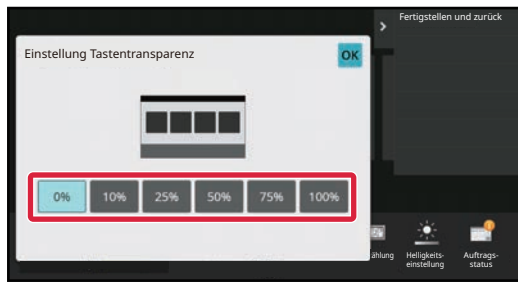 Fertigstellen und zurück
Einstellung Tastentransparenz
OK
0% 10% 25% 50% 75% 100%
ählung
Helligkeits-
einstellung
Auftrags-
status